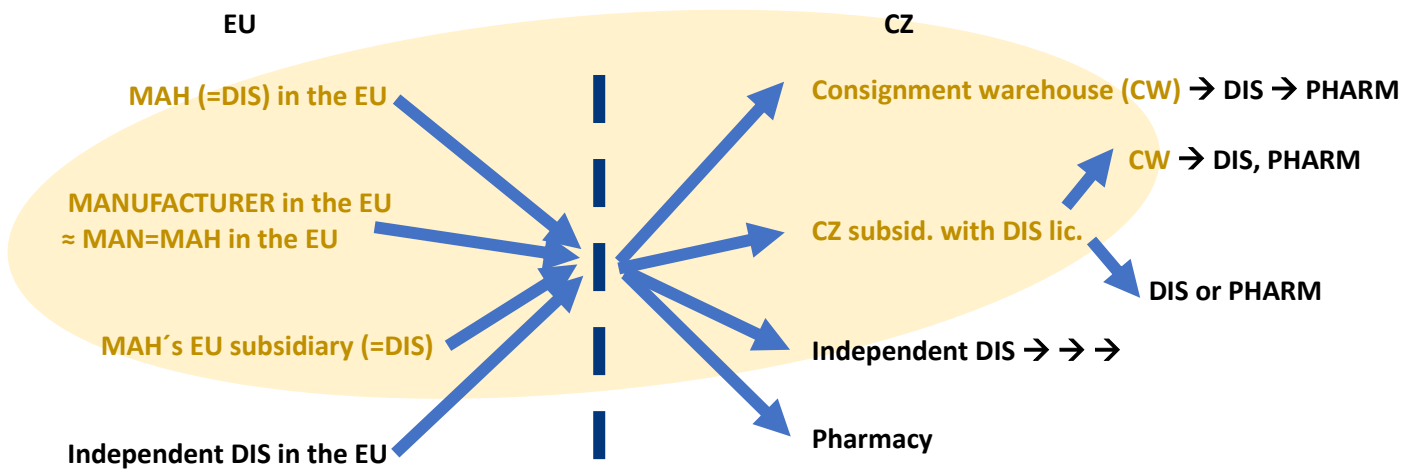 EU
CZ
MAH (=DIS) in the EU
Consignment warehouse (CW) → DIS → PHARM
CW → DIS, PHARM
MANUFACTURER in the EU
≈ MAN=MAH in the EU
CZ subsid. with DIS lic.
DIS or PHARM
MAH´s EU subsidiary (=DIS)
Independent DIS → → →
Independent DIS in the EU
Pharmacy